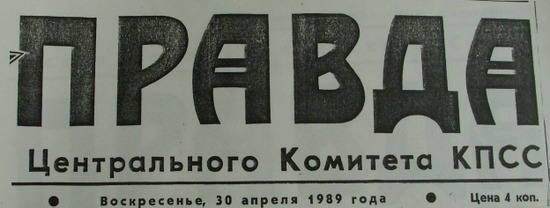 ПРАВДА
Центрального Комитета КПСС
● Воскресенье, 30 апреля 1989 года ● Цена 4 коп.